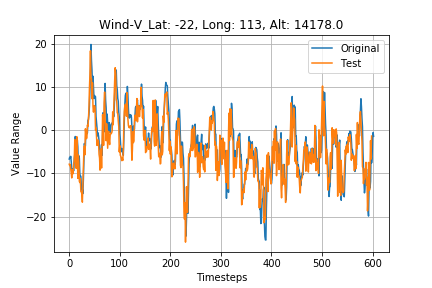 Wind-V_Lat: -22, Long: 113, Alt: 14178.0
Original
Test
Value Range
20
10
0
−10
−20
0 100 200 300 400 500 600
Timesteps